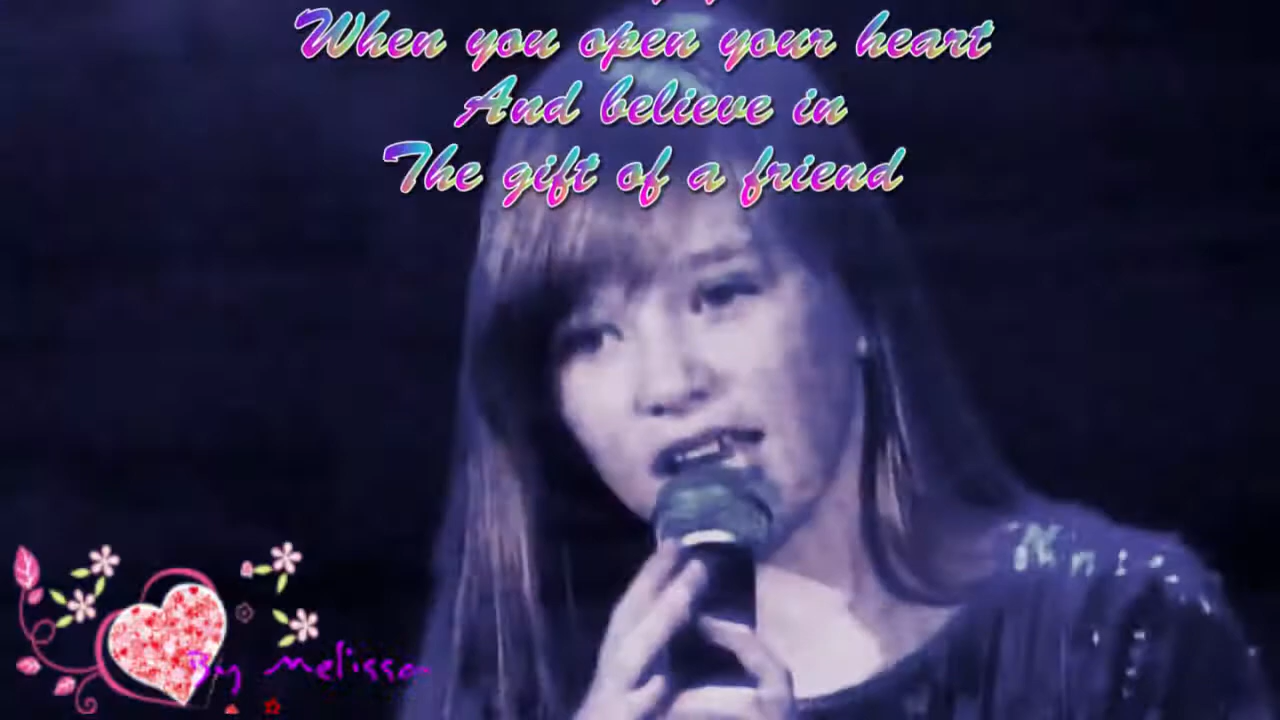 When you open your heart
And believe in
The gift of a friend
By Melissa